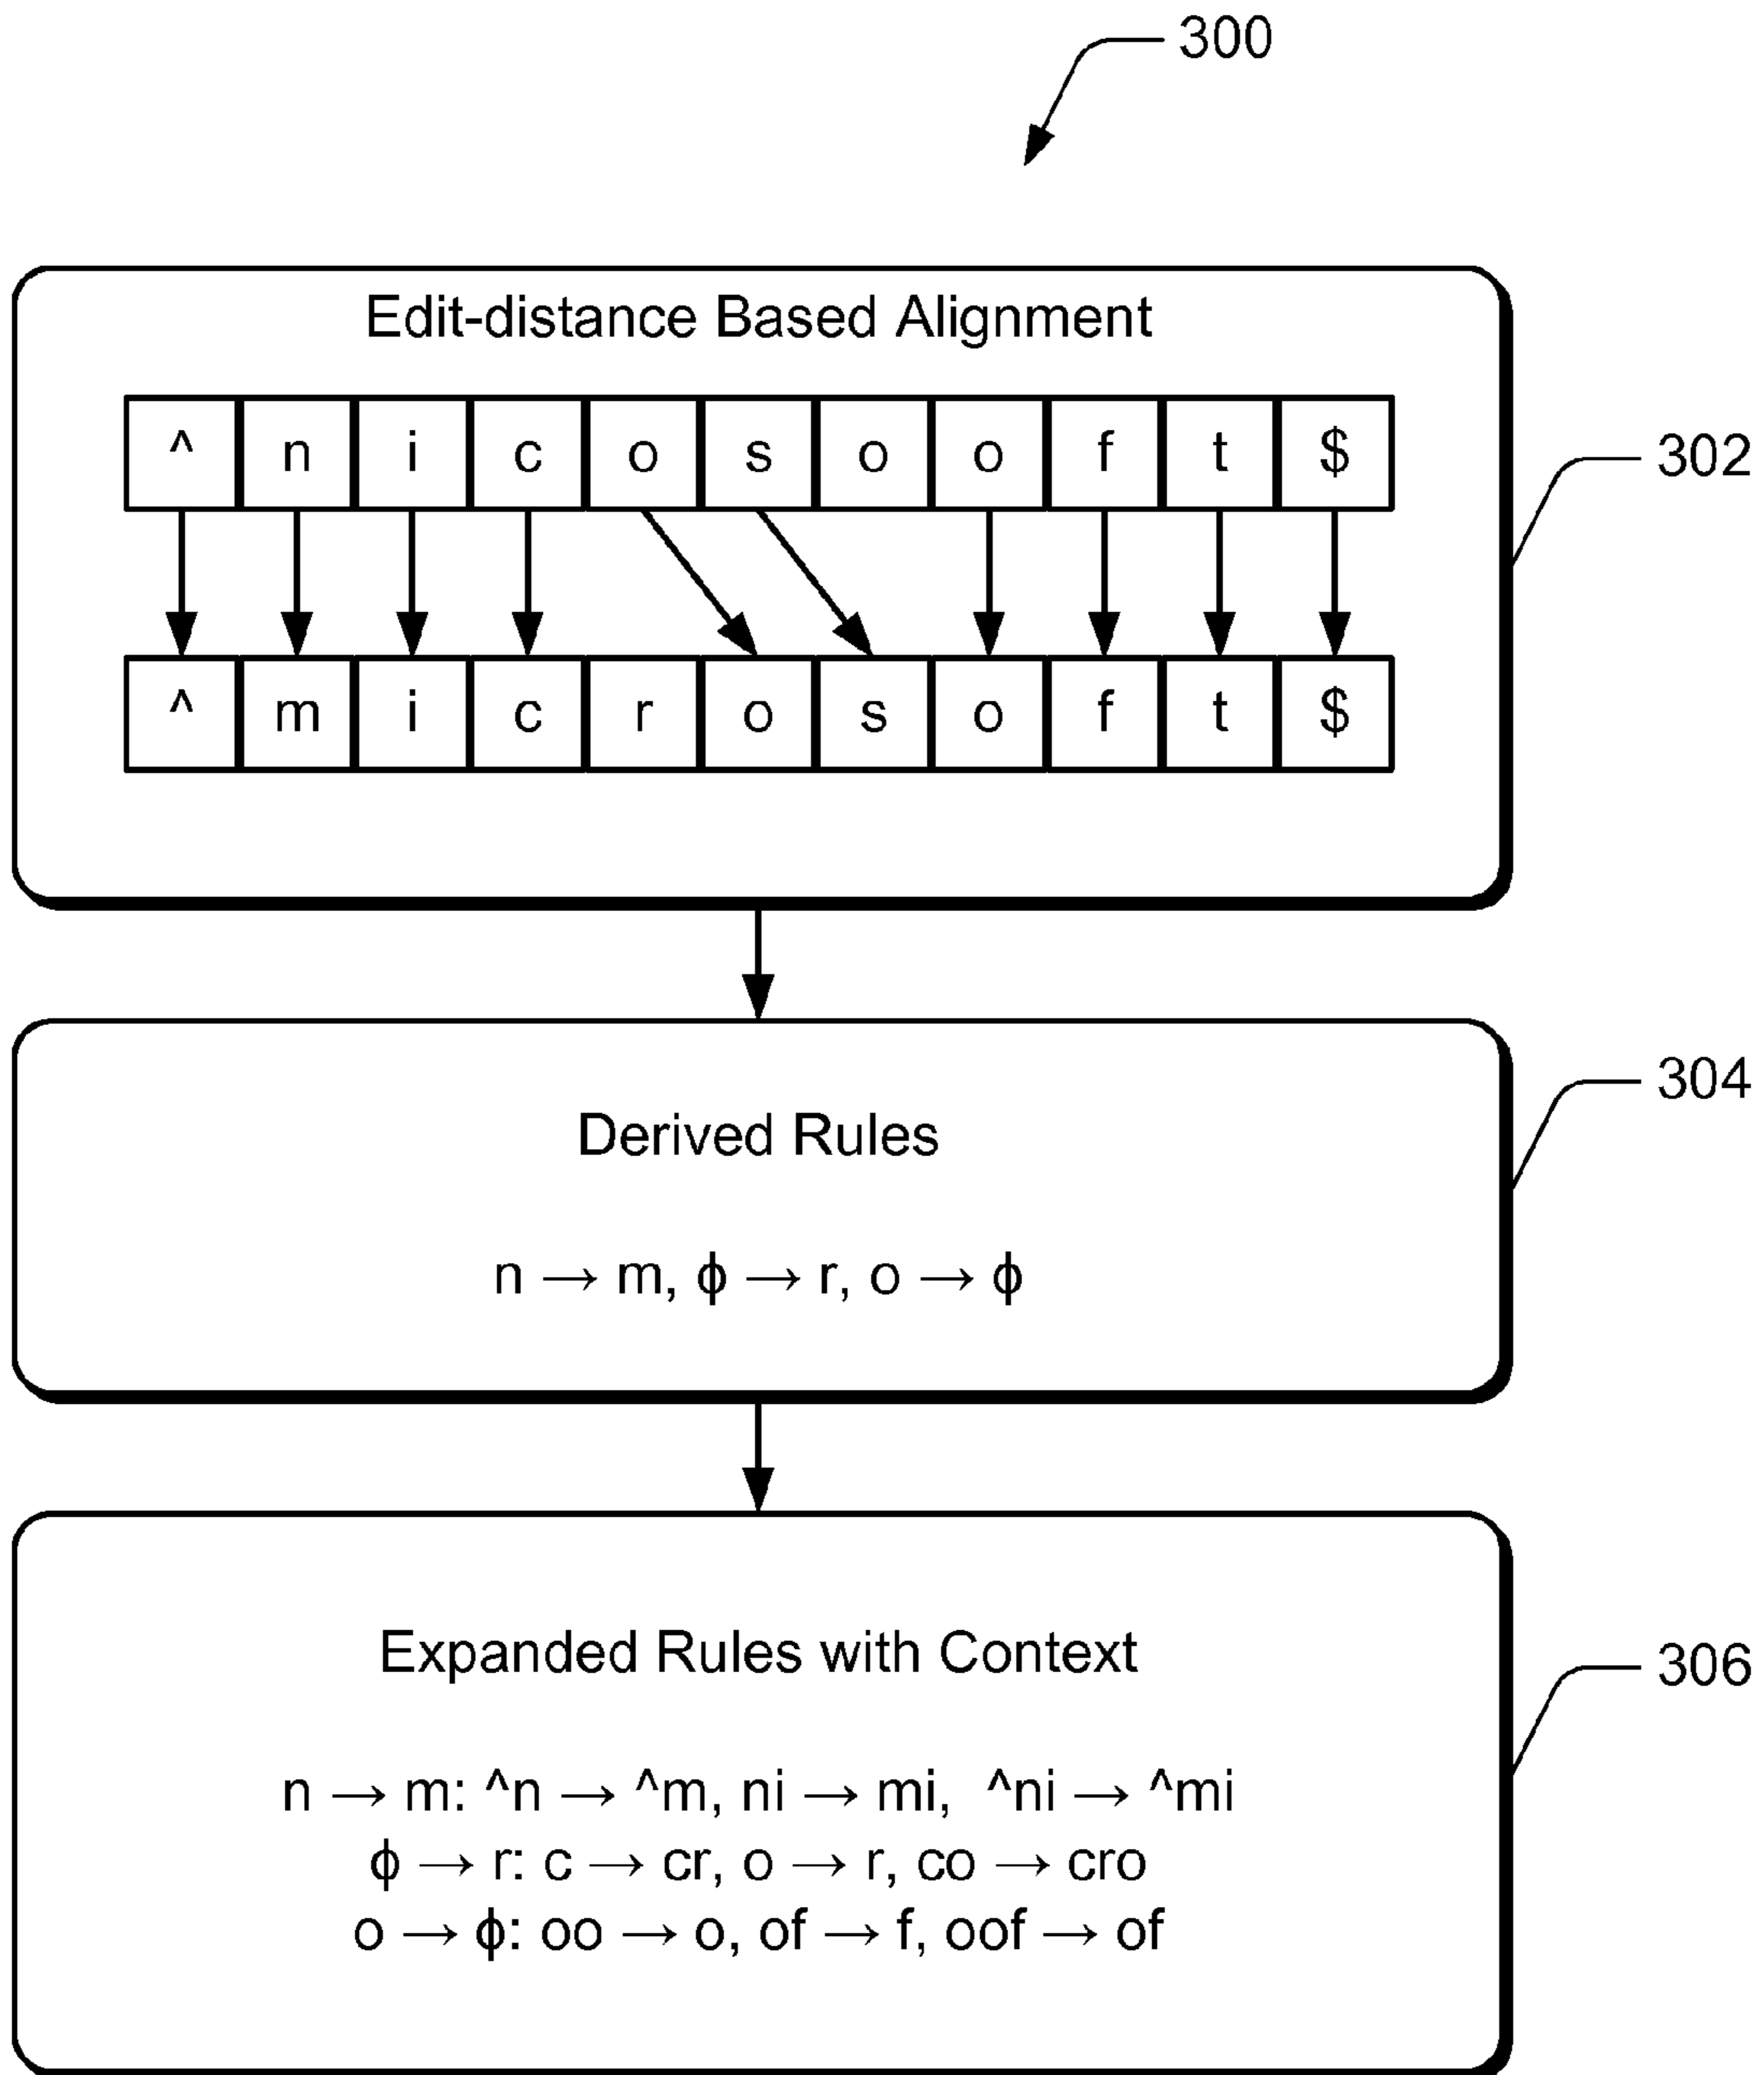 300
Edit-distance Based Alignment
^ n i c o s o o f t $
302
^ m i c r o s o f t $
304
Derived Rules
n → m, ϕ → r, o → ϕ
Expanded Rules with Context
306
n → m: ^n → ^m, ni → mi, ^ni → ^mi
ϕ → r: c → cr, o → r, co → cro
o → ϕ: oo → o, of → f, oof → of